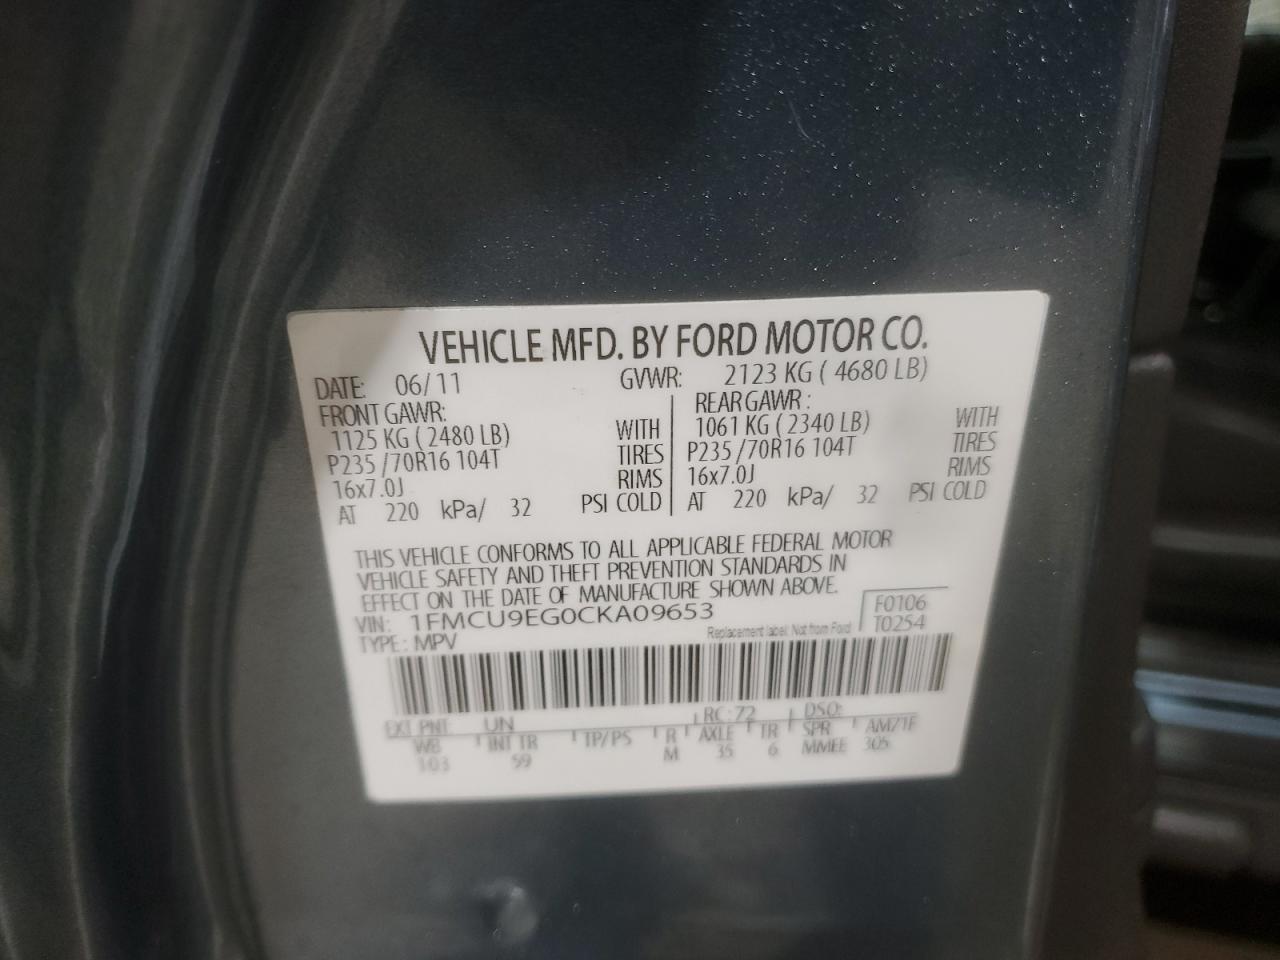 VEHICLE MFD. BY FORD MOTOR CO.
DATE: 06/11 GVWR: 2123 KG ( 4680 LB)
FRONT GAWR: REAR GAWR :
1125 KG ( 2480 LB) WITH 1061 KG ( 2340 LB) WITH
P235 /70R16 104T TIRES P235 /70R16 104T TIRES
16x7.0J RIMS 16x7.0J RIMS
AT 220 kPa/ 32 PSI COLD AT 220 kPa/ 32 PSI COLD
THIS VEHICLE CONFORMS TO ALL APPLICABLE FEDERAL MOTOR
VEHICLE SAFETY AND THEFT PREVENTION STANDARDS IN
EFFECT ON THE DATE OF MANUFACTURE SHOWN ABOVE.
VIN: 1FMCU9EG0CKA09653 F0106
Replacement label: Not from Ford T0254
TYPE: MPV
EXT PNT: UN RC: 72 DSO:
WB INT TR TP/PS R AXLE TR SPR AMZ1F
103 59 M 35 6 MMEE 305